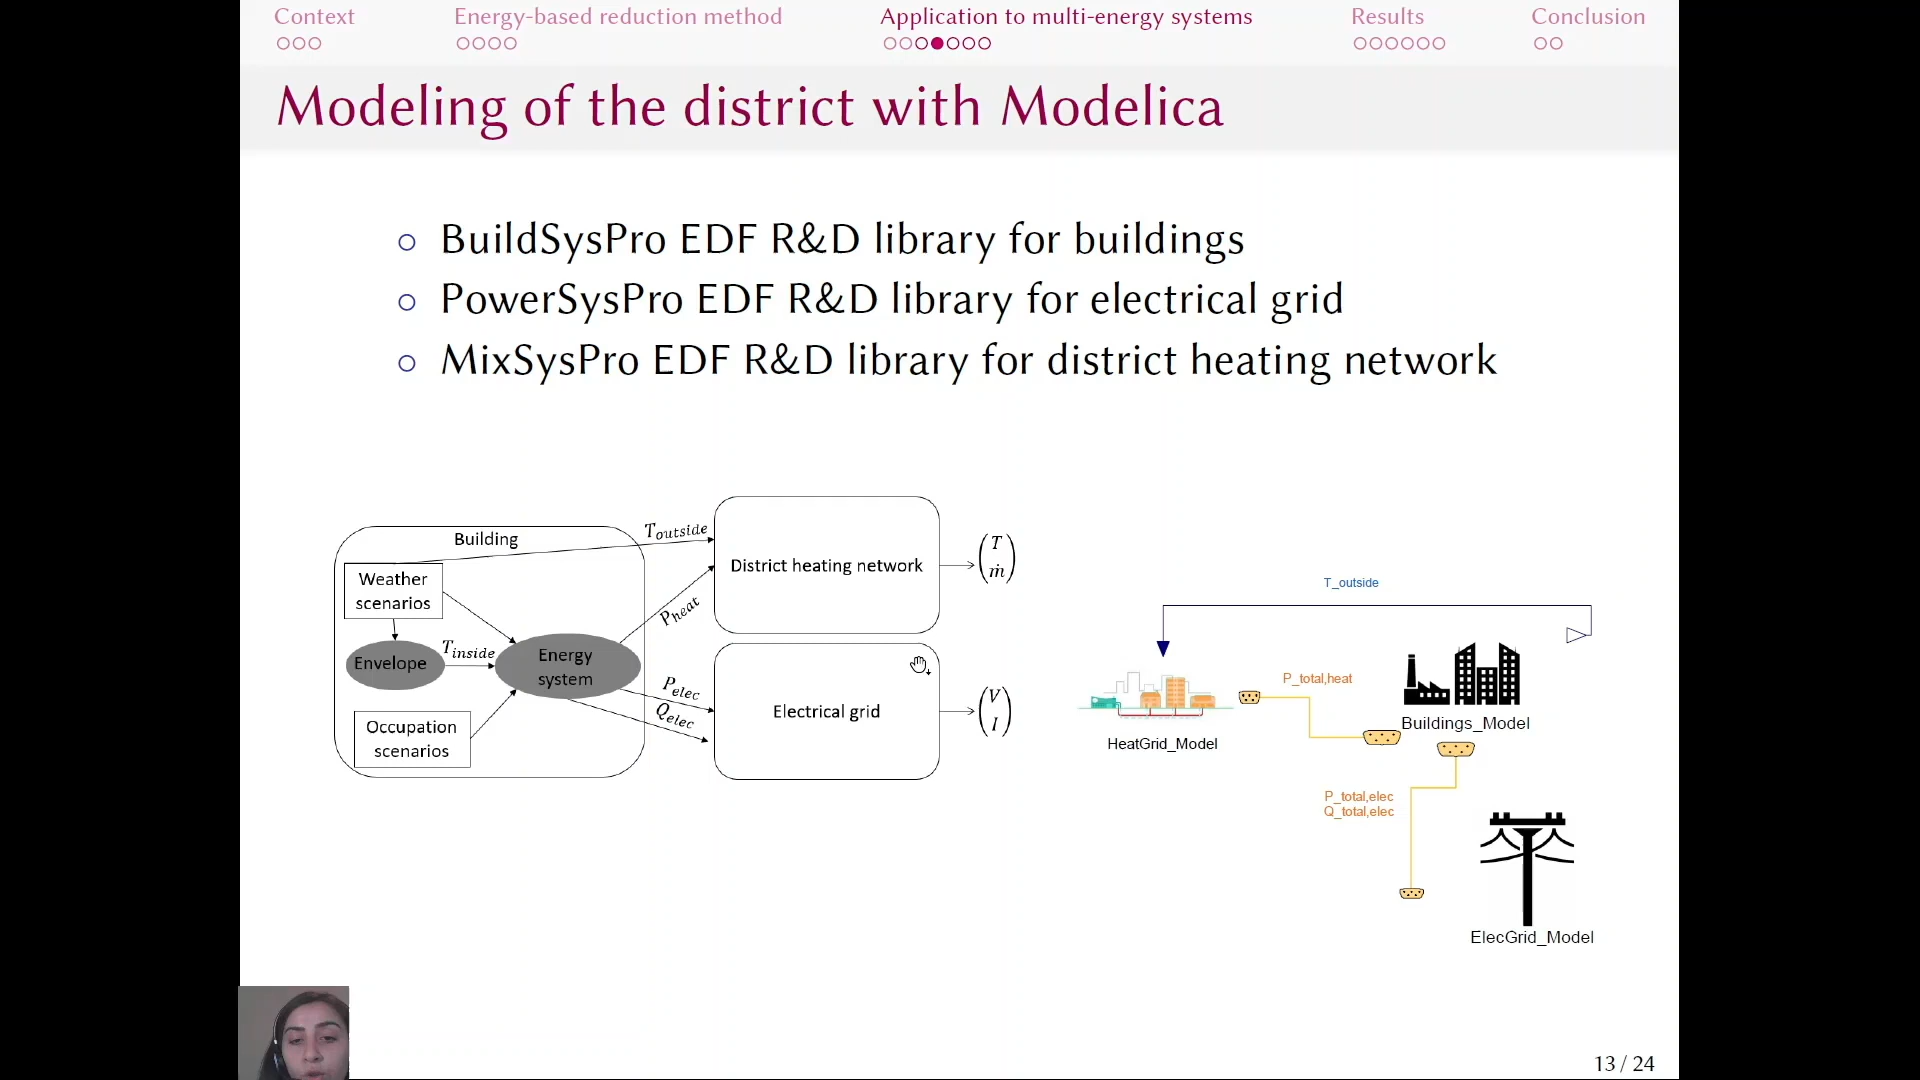 Context
Energy-based reduction method
Application to multi-energy systems
Results
Conclusion
Modeling of the district with Modelica
BuildSysPro EDF R&D library for buildings
PowerSysPro EDF R&D library for electrical grid
MixSysPro EDF R&D library for district heating network
Building
Weather
scenarios
Envelope
T_inside
Energy
system
Occupation
scenarios
T_outside
P_heat
P_elec
Q_elec
District heating network
T
ṁ
Electrical grid
V
I
T_outside
P_total,heat
Buildings_Model
HeatGrid_Model
P_total,elec
Q_total,elec
ElecGrid_Model
13 / 24